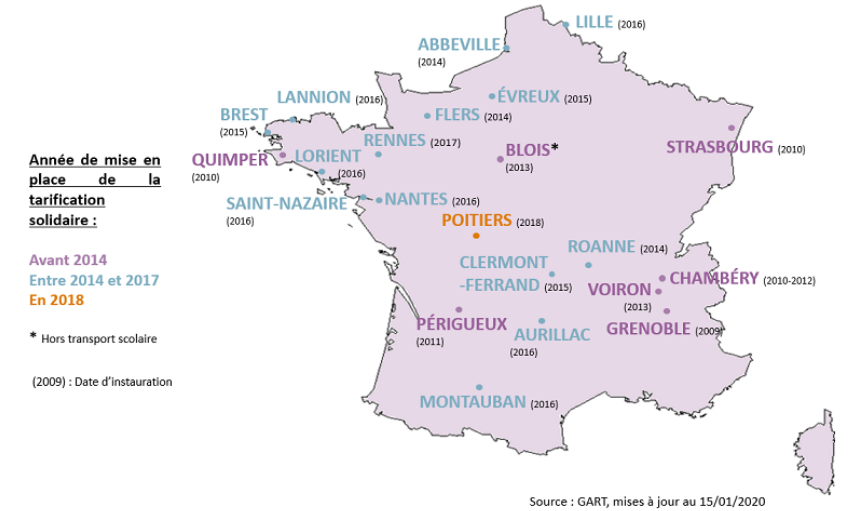 LILLE (2016)
ABBEVILLE
(2014)
LANNION (2016)
ÉVREUX (2015)
BREST
(2015)
FLERS (2014)
RENNES (2017)
BLOIS*
(2013)
STRASBOURG (2010)
Année de mise en
place de la
tarification
solidaire :
QUIMPER
(2010)
LORIENT
(2016)
SAINT-NAZAIRE
(2016)
NANTES (2016)
POITIERS (2018)
ROANNE (2014)
Avant 2014
Entre 2014 et 2017
En 2018
CLERMONT
-FERRAND (2015)
CHAMBÉRY (2010-2012)
VOIRON
(2013)
PÉRIGUEUX
(2011)
GRENOBLE (2009)
AURILLAC
(2016)
* Hors transport scolaire
(2009) : Date d'instauration
MONTAUBAN (2016)
Source : GART, mises à jour au 15/01/2020